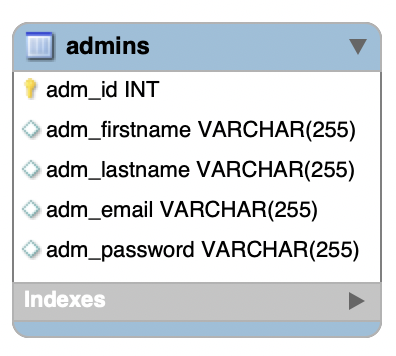 admins
adm_id INT
adm_firstname VARCHAR(255)
adm_lastname VARCHAR(255)
adm_email VARCHAR(255)
adm_password VARCHAR(255)
Indexes